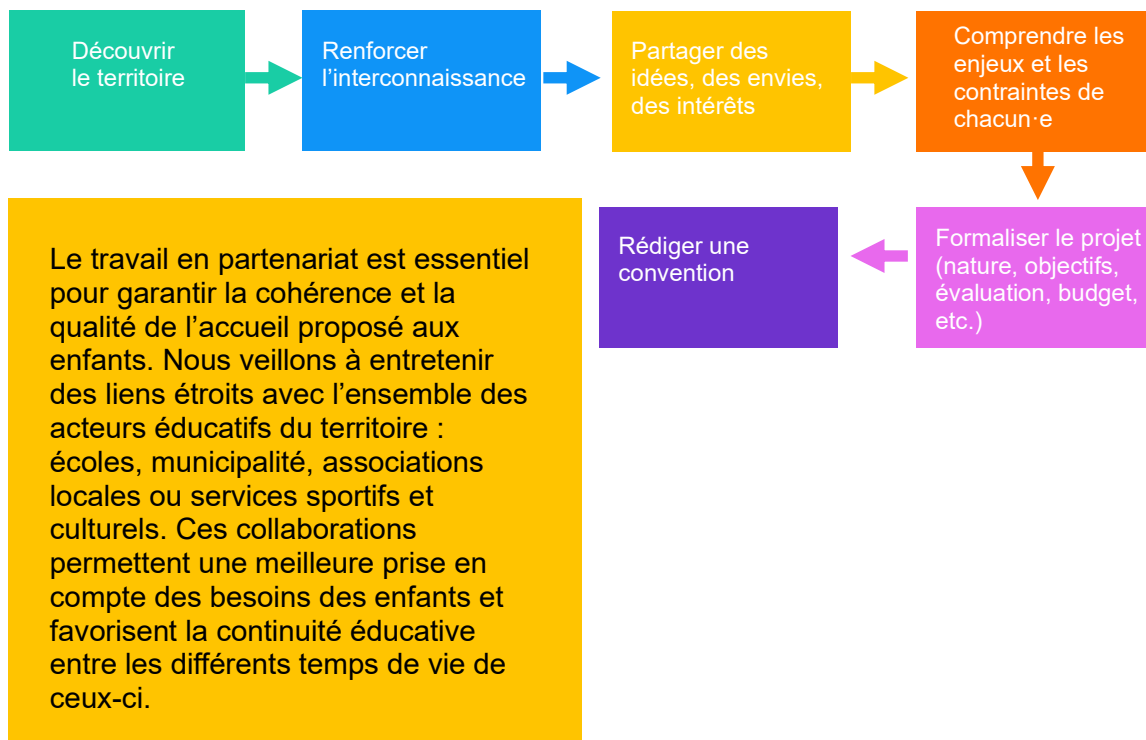 Découvrir
le territoire
Renforcer
l’interconnaissance
Partager des
idées, des envies,
des intérêts
Comprendre les
enjeux et les
contraintes de
chacun·e
Formaliser le projet
(nature, objectifs,
évaluation, budget,
etc.)
Rédiger une
convention
Le travail en partenariat est essentiel
pour garantir la cohérence et la
qualité de l’accueil proposé aux
enfants. Nous veillons à entretenir
des liens étroits avec l’ensemble des
acteurs éducatifs du territoire :
écoles, municipalité, associations
locales ou services sportifs et
culturels. Ces collaborations
permettent une meilleure prise en
compte des besoins des enfants et
favorisent la continuité éducative
entre les différents temps de vie de
ceux-ci.